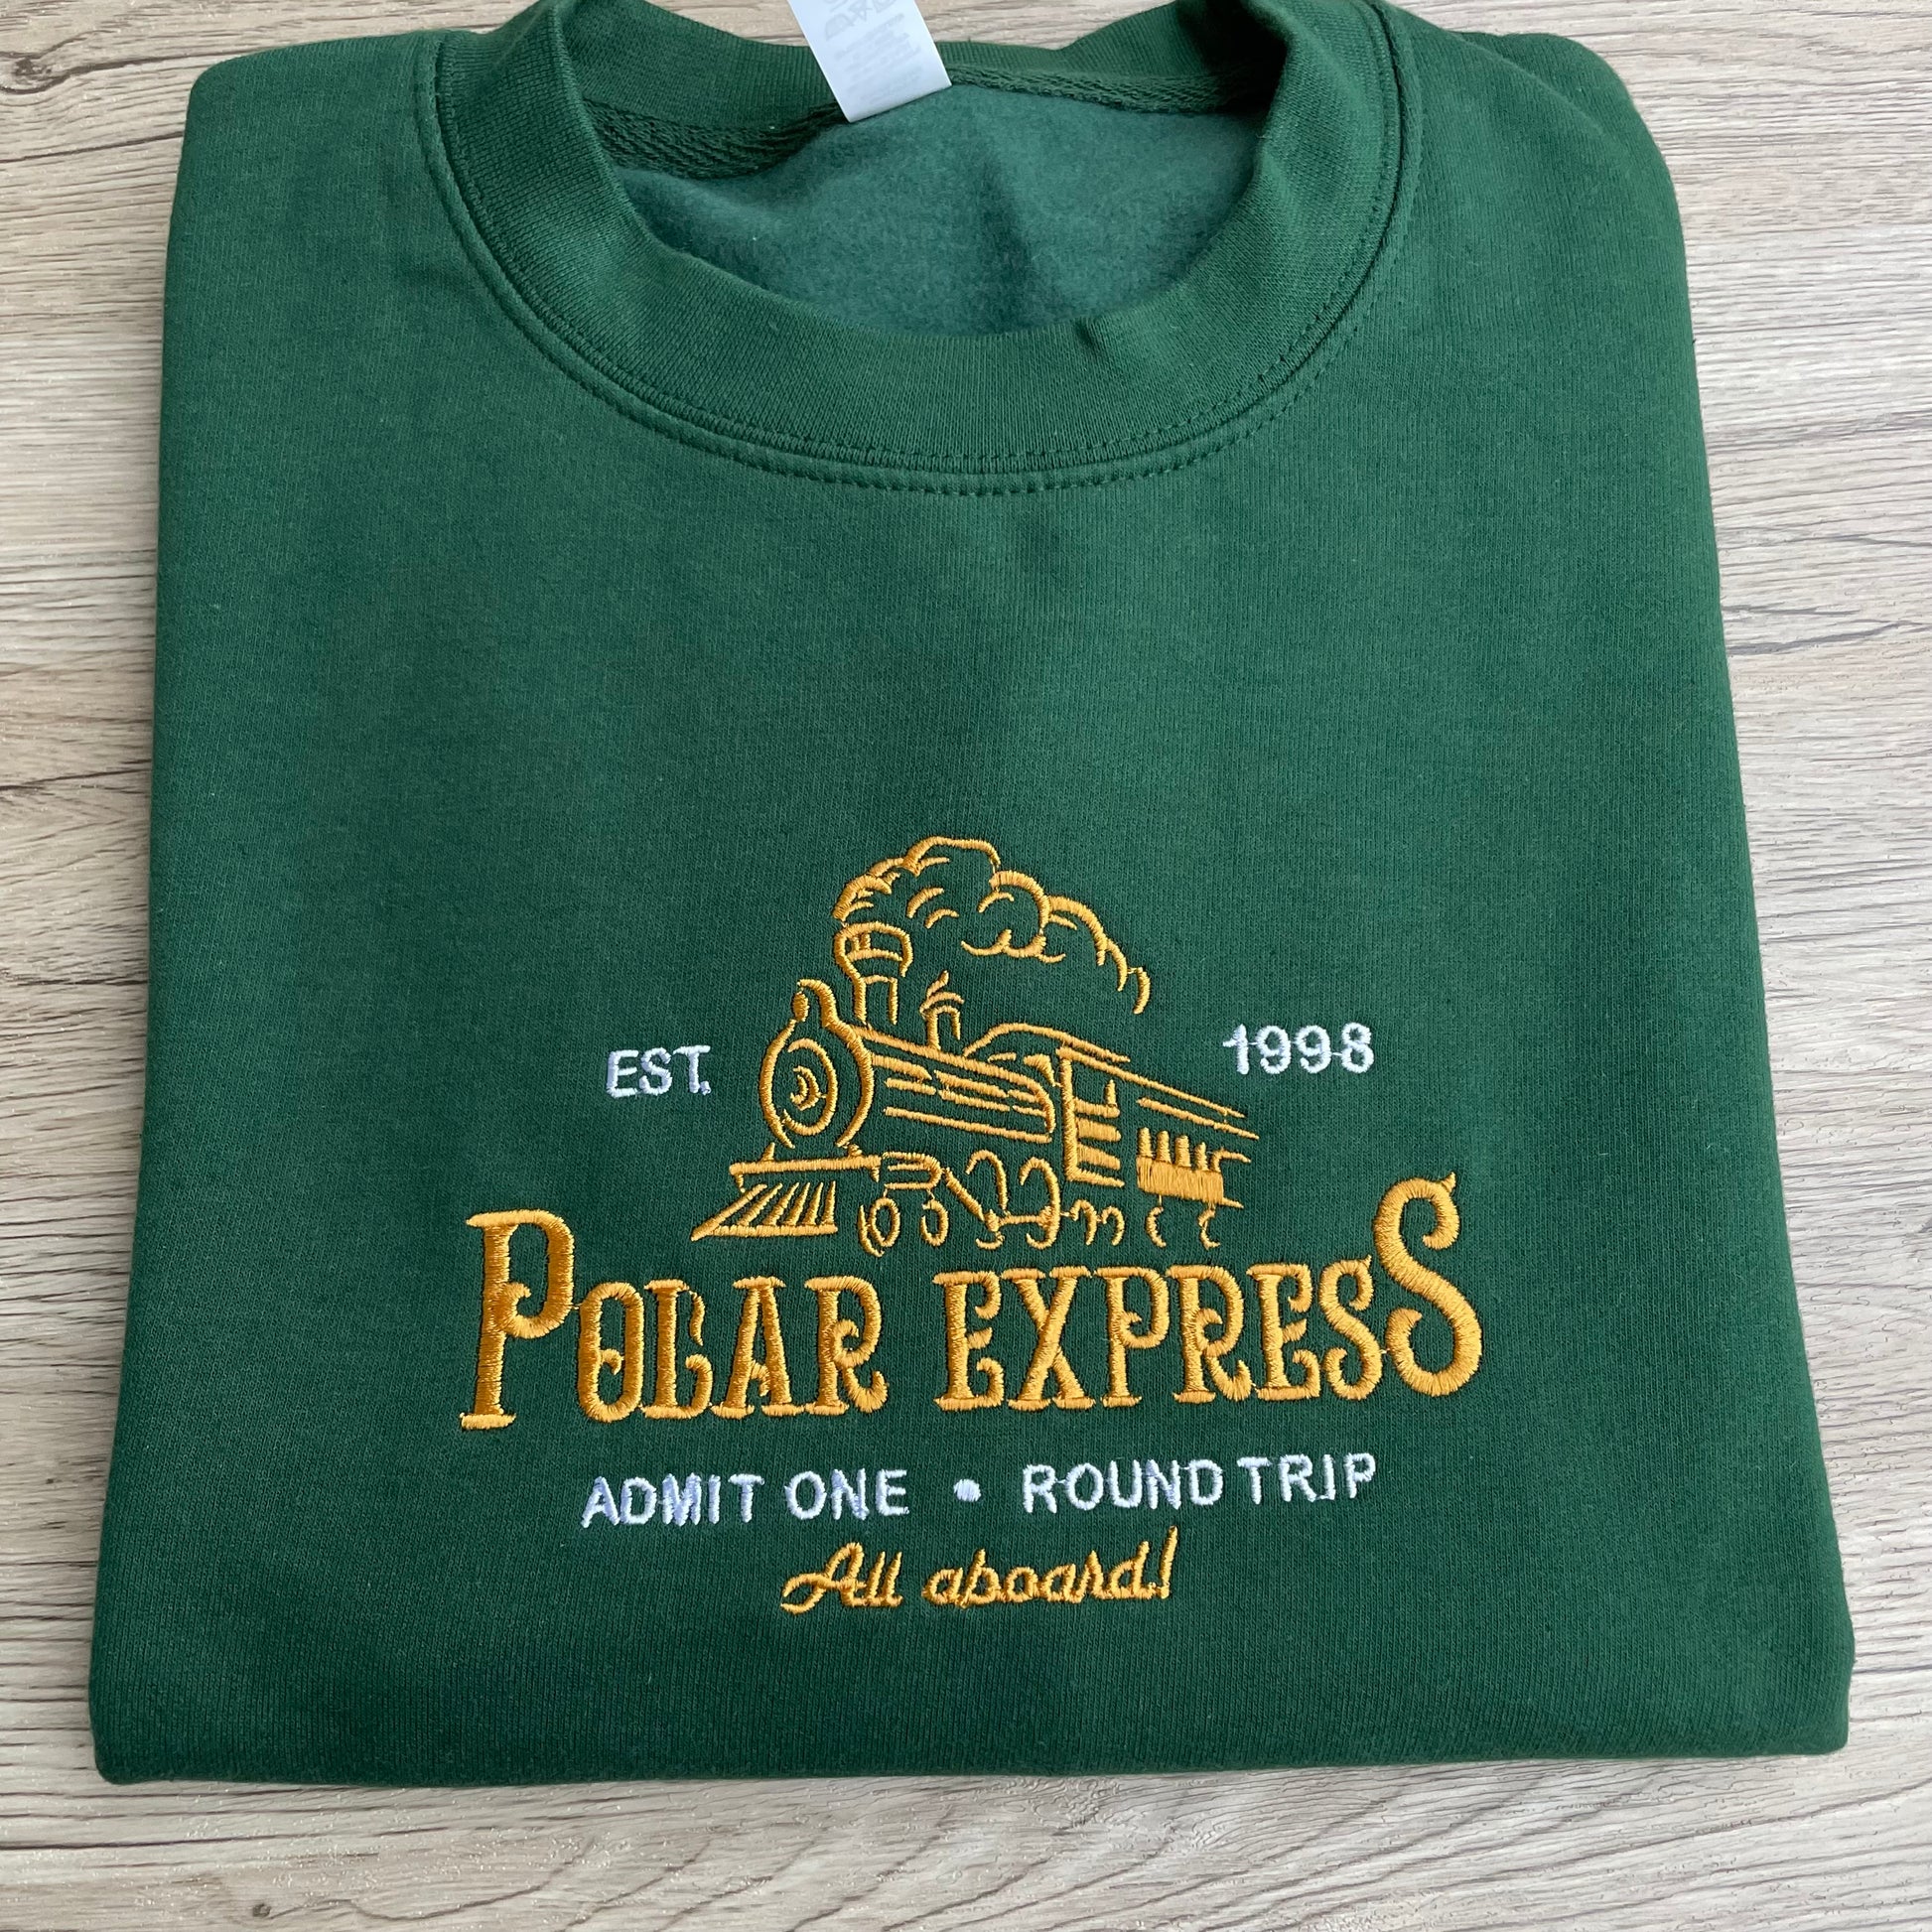 EST. 1998
POLAR EXPRESS
ADMIT ONE • ROUND TRIP
All aboard!